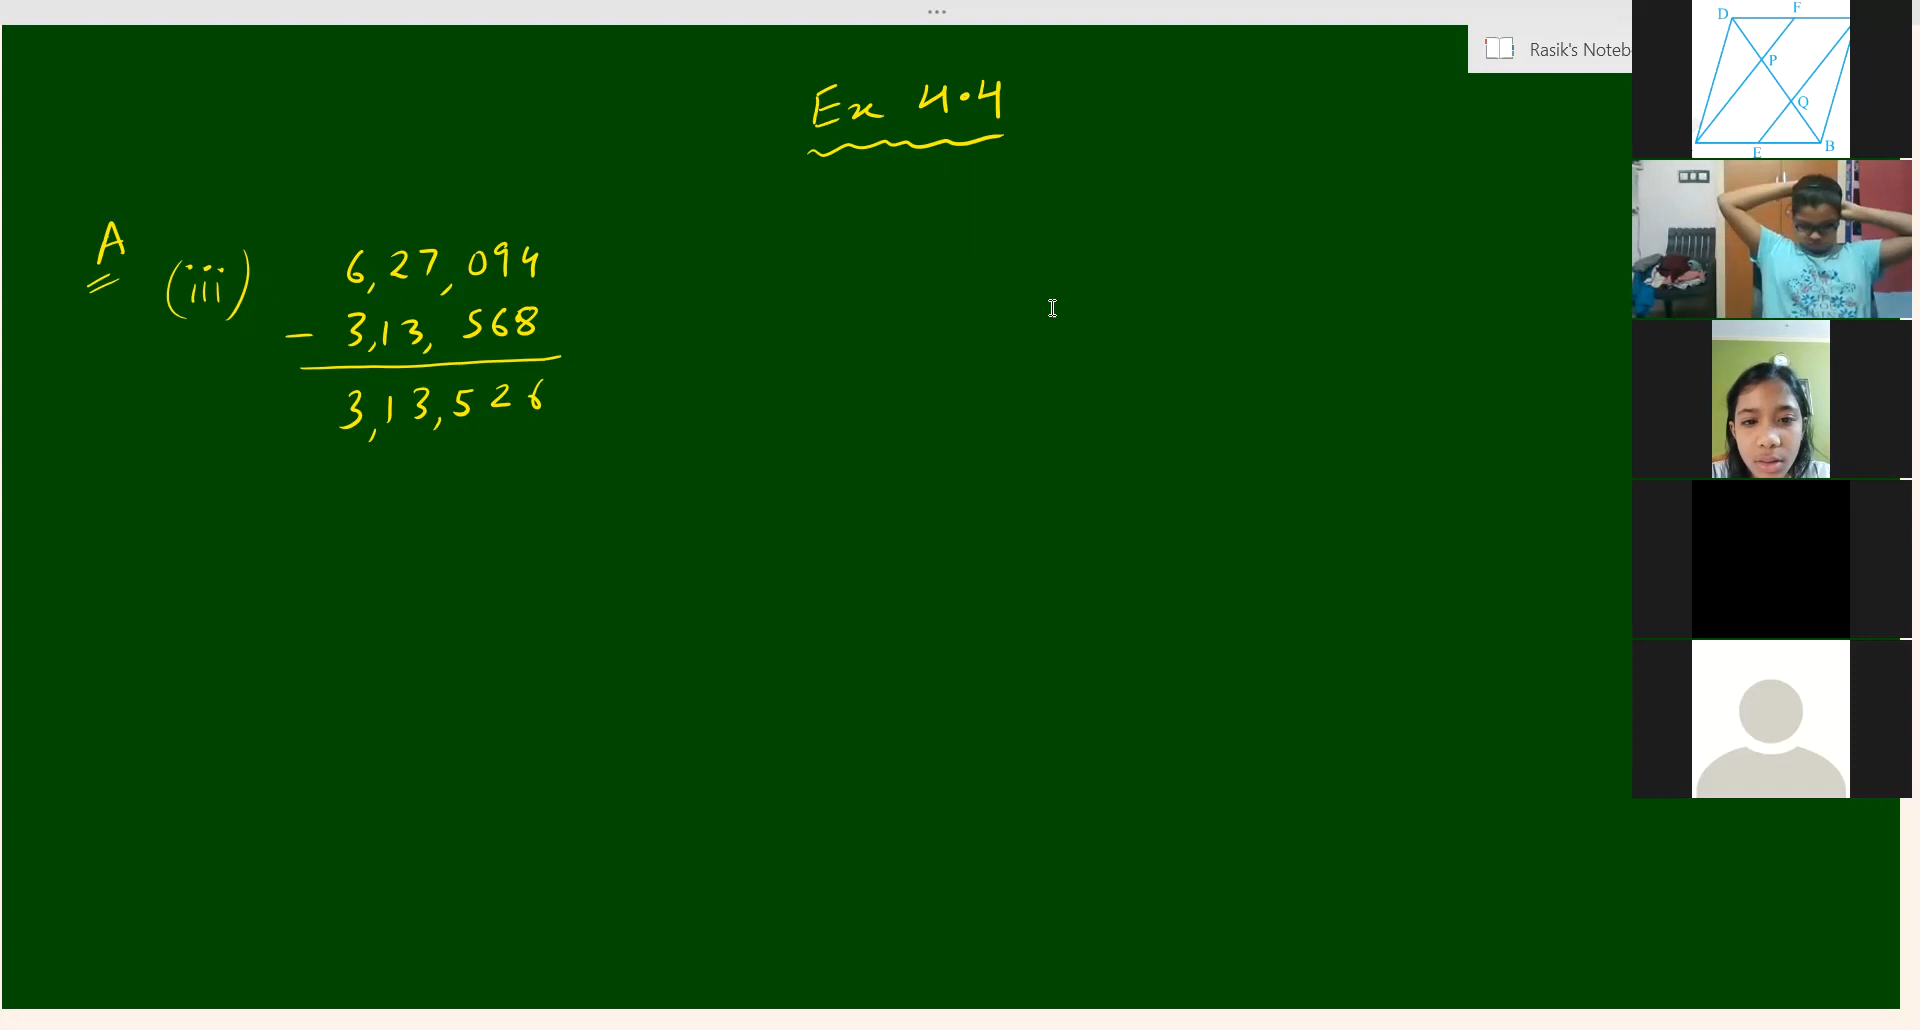 Rasik's Noteb
Ex 4.4
A (iii) 6,27,094
- 3,13,568
3,13,526
D F
P
Q
E B